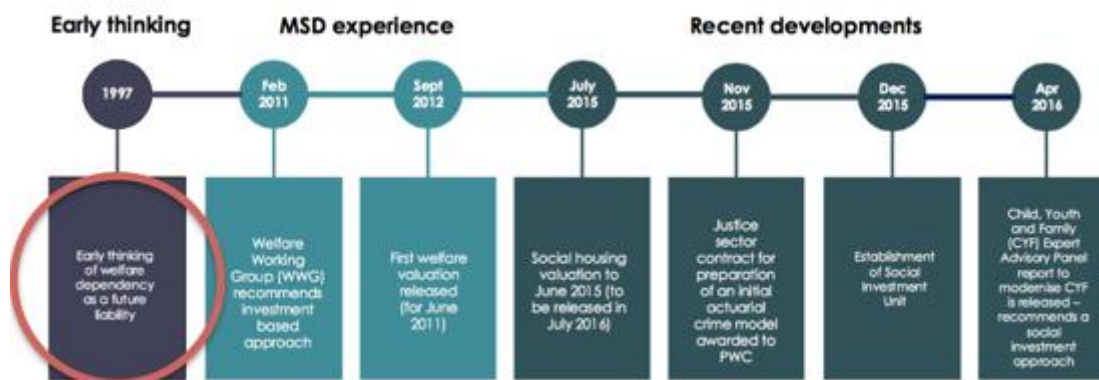 Early thinking
MSD experience
Recent developments
1997
Feb
2011
Sept
2012
July
2015
Nov
2015
Dec
2015
Apr
2016
Early thinking
of welfare
dependency
as a future
liability
Welfare
Working
Group (WWG)
recommends
investment
based
approach
First welfare
valuation
released
(for June
2011)
Social housing
valuation to
June 2015 (to
be released in
July 2016)
Justice
sector
contract for
preparation
of an initial
actuarial
crime model
awarded to
PWC
Establishment
of Social
Investment
Unit
Child, Youth
and Family
(CYF) Expert
Advisory Panel
report to
modernise CYF
is released –
recommends a
social
investment
approach